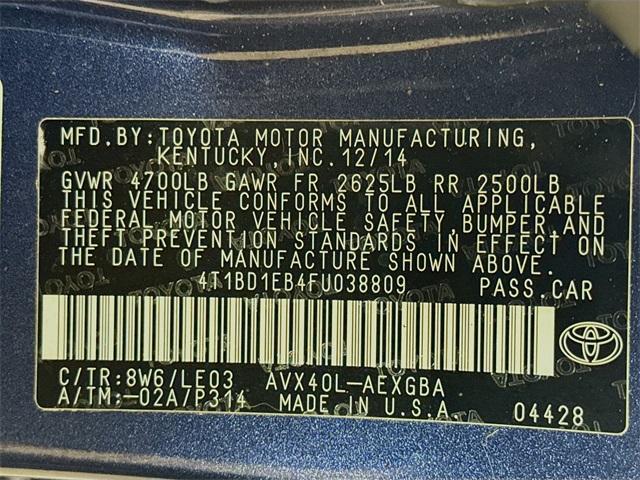 MFD.BY:TOYOTA MOTOR MANUFACTURING,
KENTUCKY,INC.12/14
GVWR 4700LB GAWR FR 2625LB RR 2500LB
THIS VEHICLE CONFORMS TO ALL APPLICABLE
FEDERAL MOTOR VEHICLE SAFETY,BUMPER,AND
THEFT PREVENTION STANDARDS IN EFFECT ON
THE DATE OF MANUFACTURE SHOWN ABOVE.
4T1BD1EB4FU038809 PASS.CAR
C/TR:8W6/LE03 AVX40L-AEXGBA
A/TM:-02A/P314 MADE IN U.S.A. 04428